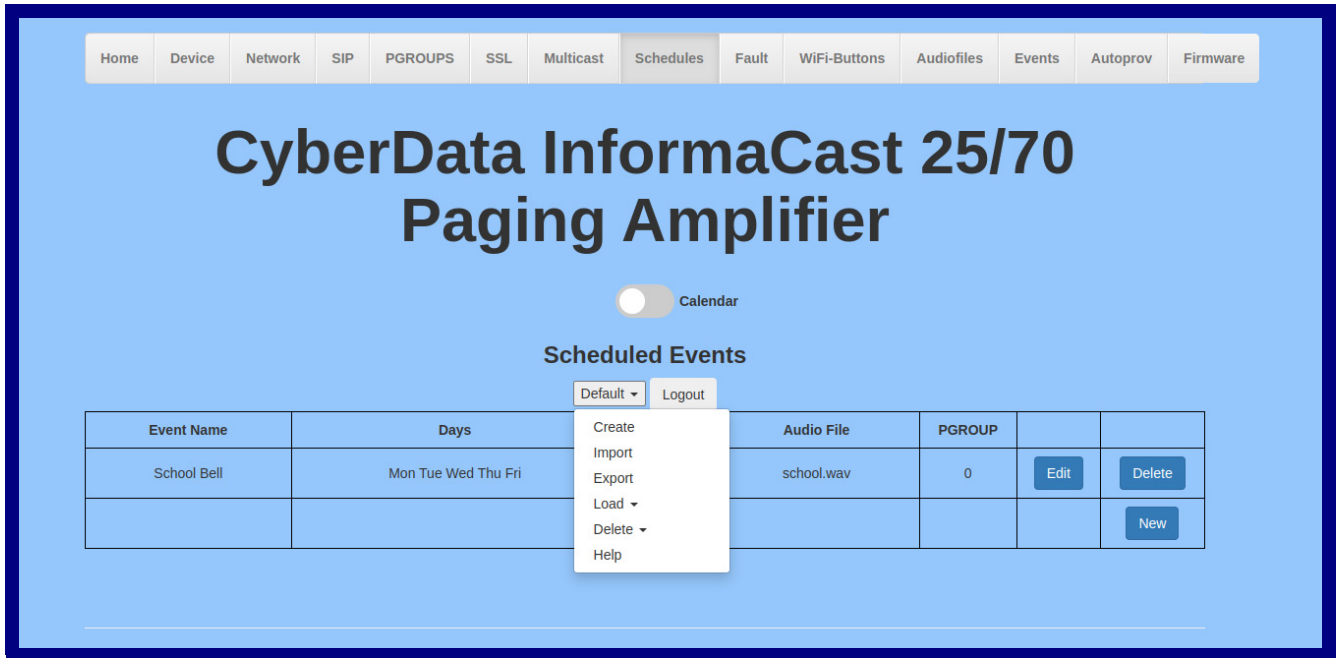 Home Device Network SIP PGROUPS SSL Multicast Schedules Fault WiFi-Buttons Audiofiles Events Autoprov Firmware
CyberData InformaCast 25/70
Paging Amplifier
Calendar
Scheduled Events
Default Logout
Event Name Days Audio File PGROUP
School Bell Mon Tue Wed Thu Fri school.wav 0 Edit Delete
New
Create
Import
Export
Load
Delete
Help